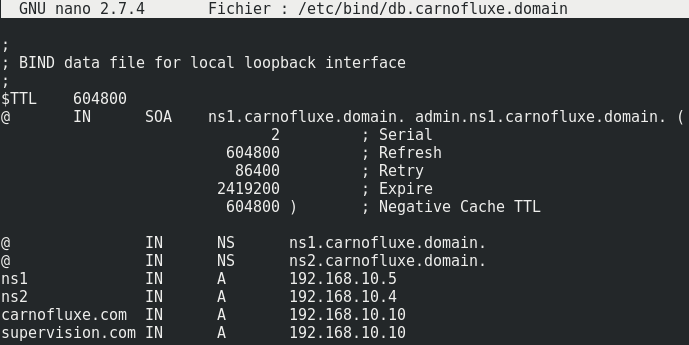 GNU nano 2.7.4       Fichier : /etc/bind/db.carnofluxe.domain
;
; BIND data file for local loopback interface
;
$TTL    604800
@       IN      SOA     ns1.carnofluxe.domain. admin.ns1.carnofluxe.domain. (
                              2         ; Serial
                         604800         ; Refresh
                          86400         ; Retry
                        2419200         ; Expire
                         604800 )       ; Negative Cache TTL
@               IN      NS      ns1.carnofluxe.domain.
@               IN      NS      ns2.carnofluxe.domain.
ns1             IN      A       192.168.10.5
ns2             IN      A       192.168.10.4
carnofluxe.com  IN      A       192.168.10.10
supervision.com IN      A       192.168.10.10